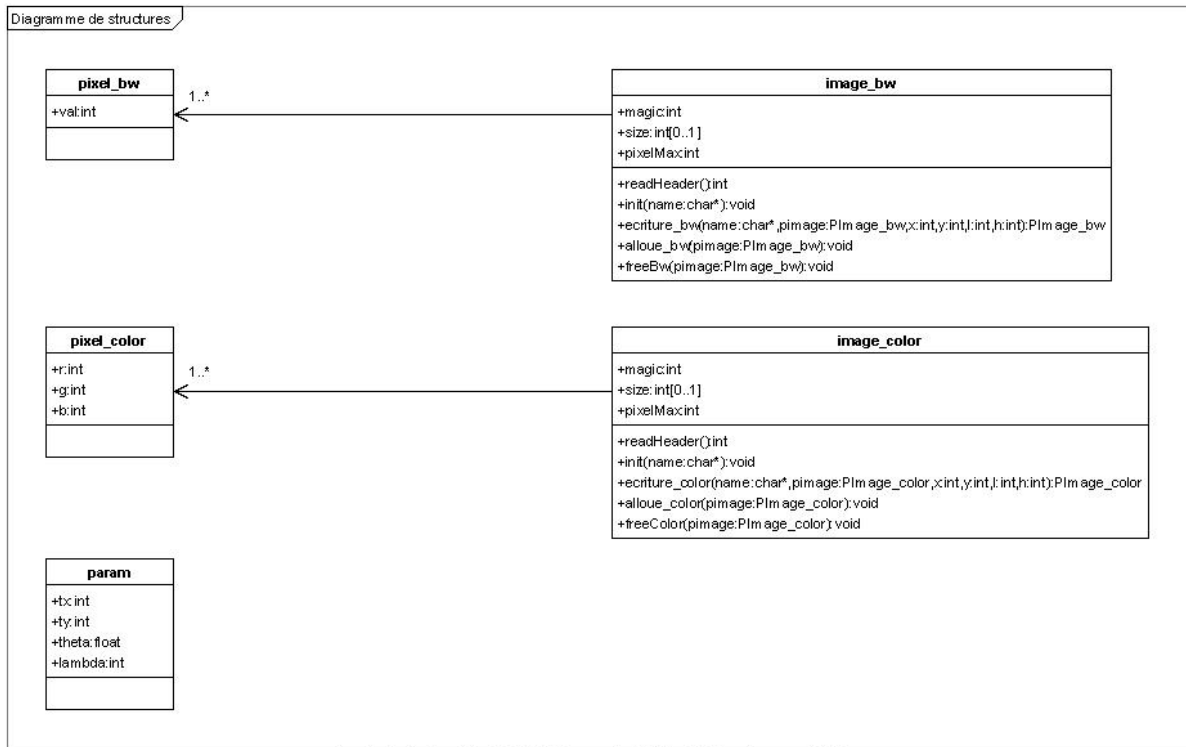 Diagramme de structures
pixel_bw
+val:int
1..*
image_bw
+magic:int
+size:int[0..1]
+pixelMax:int
+readHeader():int
+init(name:char*):void
+ecriture_bw(name:char*,pimage:PImage_bw,x:int,y:int,l:int,h:int):PImage_bw
+alloue_bw(pimage:PImage_bw):void
+freeBw(pimage:PImage_bw):void
pixel_color
+r:int
+g:int
+b:int
1..*
image_color
+magic:int
+size:int[0..1]
+pixelMax:int
+readHeader():int
+init(name:char*):void
+ecriture_color(name:char*,pimage:PImage_color,x:int,y:int,l:int,h:int):PImage_color
+alloue_color(pimage:PImage_color):void
+freeColor(pimage:PImage_color):void
param
+tx:int
+ty:int
+theta:float
+lambda:int